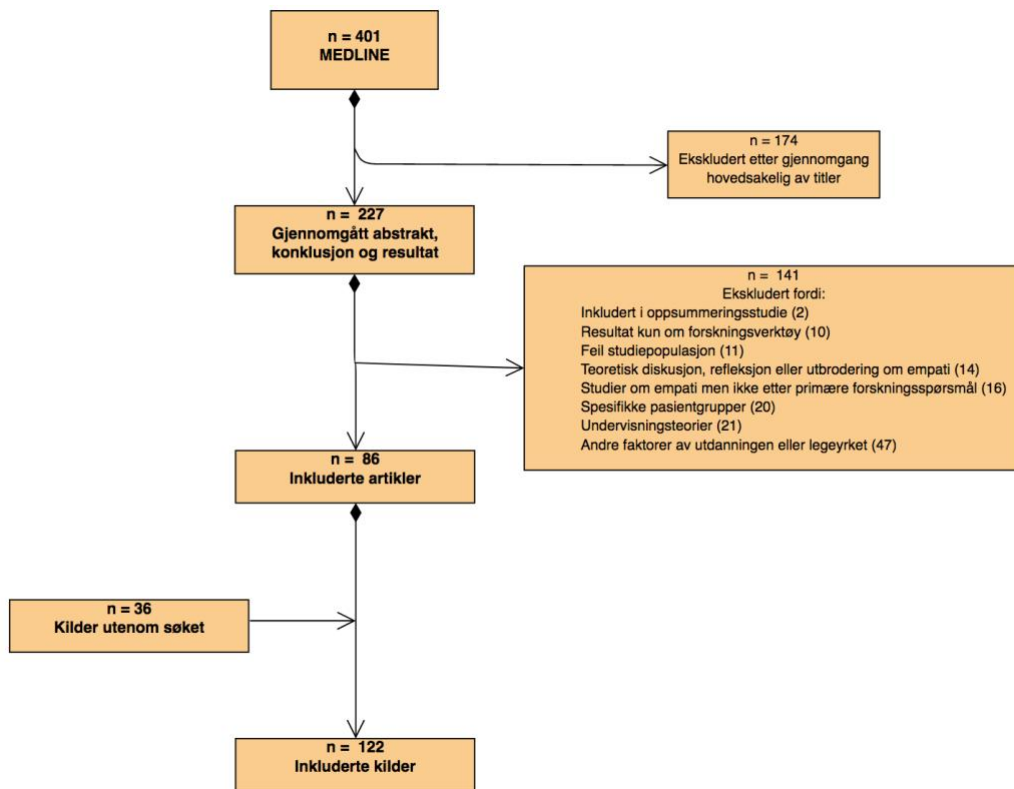 n = 401
MEDLINE
n = 174
Ekskludert etter gjennomgang
hovedsakelig av titler
n = 227
Gjennomgått abstrakt,
konklusjon og resultat
n = 141
Ekskludert fordi:
Inkludert i oppsummeringsstudie (2)
Resultat kun om forskningsverktøy (10)
Feil studiepopulasjon (11)
Teoretisk diskusjon, refleksjon eller utbrodering om empati (14)
Studier om empati men ikke etter primære forskningsspørsmål (16)
Spesifikke pasientgrupper (20)
Undervisningsteorier (21)
Andre faktorer av utdanningen eller legeyrket (47)
n = 86
Inkluderte artikler
n = 36
Kilder utenom søket
n = 122
Inkluderte kilder